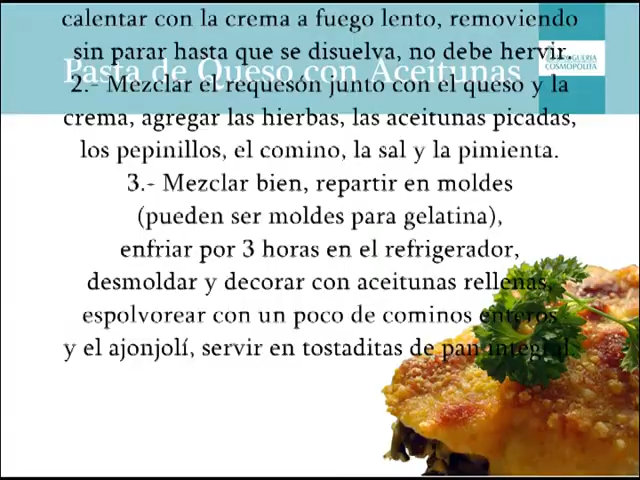 calentar con la crema a fuego lento, removiendo
sin parar hasta que se disuelva, no debe hervir.
Pasta de Queso con Aceitunas
COSMOPOLITA
2.- Mezclar el requesón junto con el queso y la
crema, agregar las hierbas, las aceitunas picadas,
los pepinillos, el comino, la sal y la pimienta.
3.- Mezclar bien, repartir en moldes
(pueden ser moldes para gelatina),
enfriar por 3 horas en el refrigerador,
desmoldar y decorar con aceitunas rellenas,
espolvorear con un poco de cominos enteros
y el ajonjolí, servir en tostaditas de pan integral.